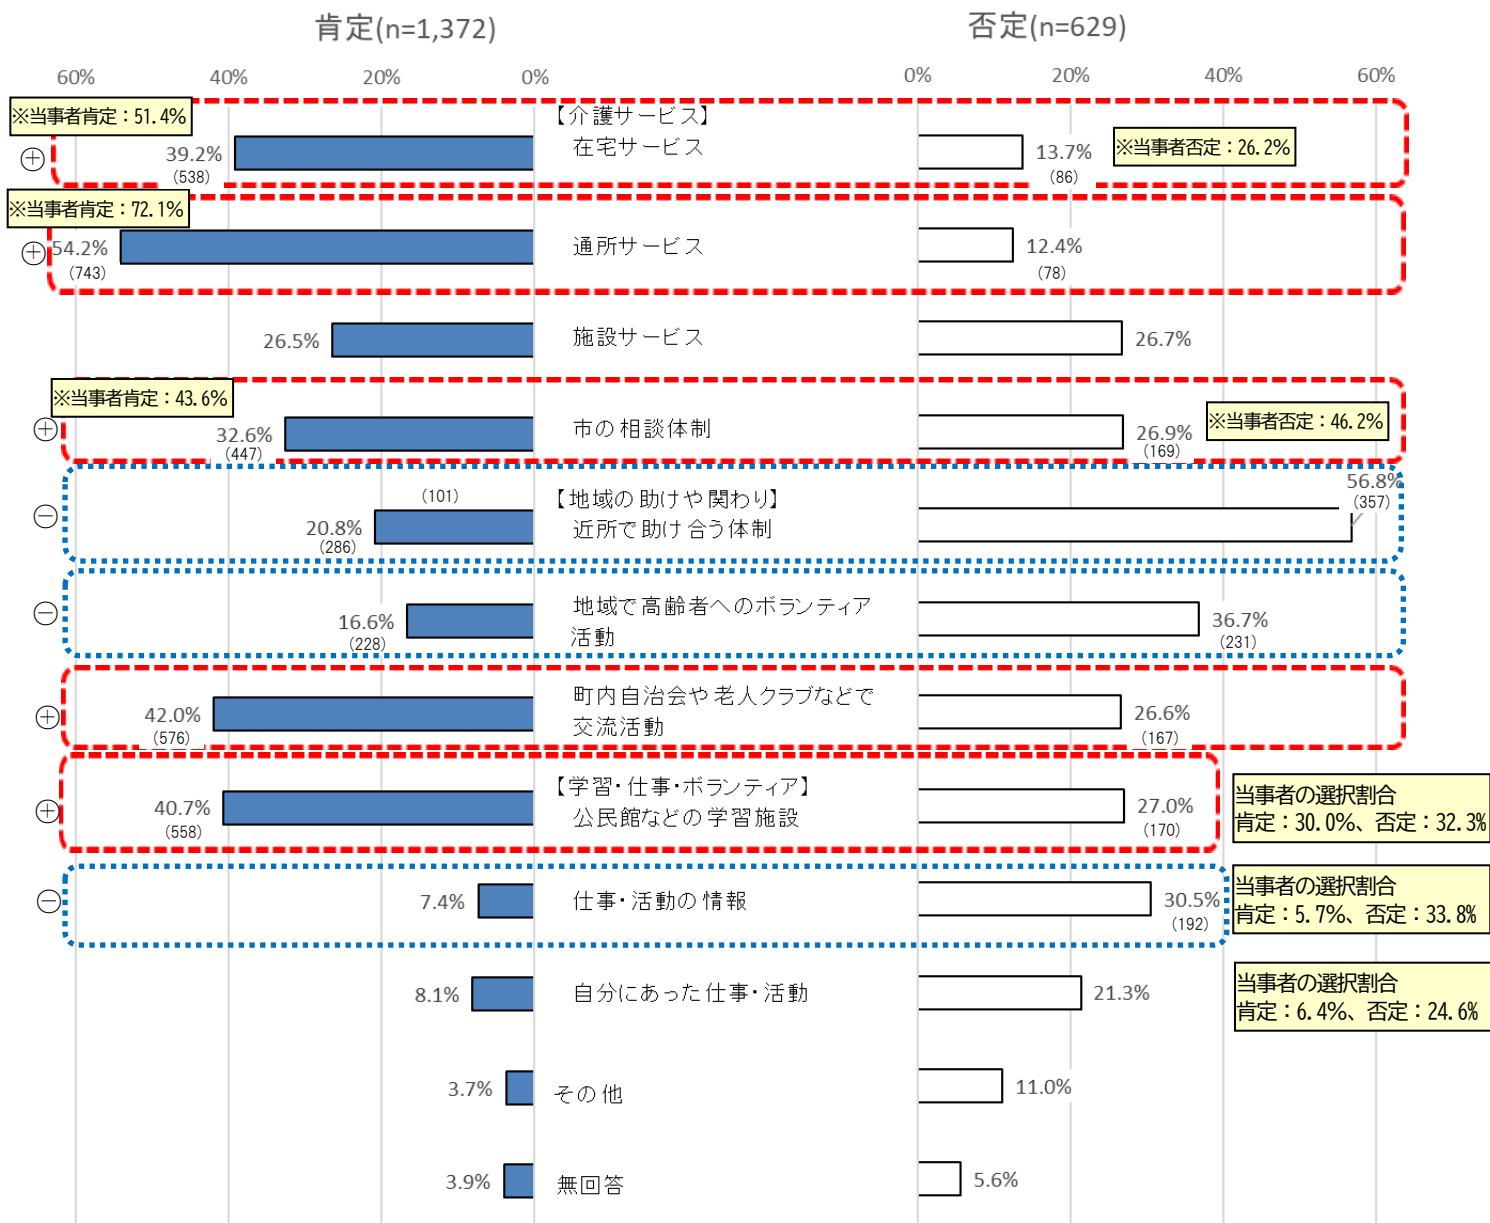 肯定(n=1,372)
否定(n=629)
60%
40%
20%
0%
0%
20%
40%
60%
※当事者肯定：51.4%
【介護サービス】
⊕
39.2%
(538)
在宅サービス
13.7%
(86)
※当事者否定：26.2%
※当事者肯定：72.1%
⊕
54.2%
(743)
通所サービス
12.4%
(78)
26.5%
施設サービス
26.7%
※当事者肯定：43.6%
⊕
32.6%
(447)
市の相談体制
26.9%
(169)
※当事者否定：46.2%
⊖
(101)
20.8%
(286)
【地域の助けや関わり】
近所で助け合う体制
56.8%
(357)
⊖
16.6%
(228)
地域で高齢者へのボランティア
活動
36.7%
(231)
⊕
42.0%
(576)
町内自治会や老人クラブなどで
交流活動
26.6%
(167)
⊕
40.7%
(558)
【学習・仕事・ボランティア】
公民館などの学習施設
27.0%
(170)
当事者の選択割合
肯定：30.0%、否定：32.3%
⊖
7.4%
仕事・活動の情報
30.5%
(192)
当事者の選択割合
肯定：5.7%、否定：33.8%
8.1%
自分にあった仕事・活動
21.3%
当事者の選択割合
肯定：6.4%、否定：24.6%
3.7%
その他
11.0%
3.9%
無回答
5.6%